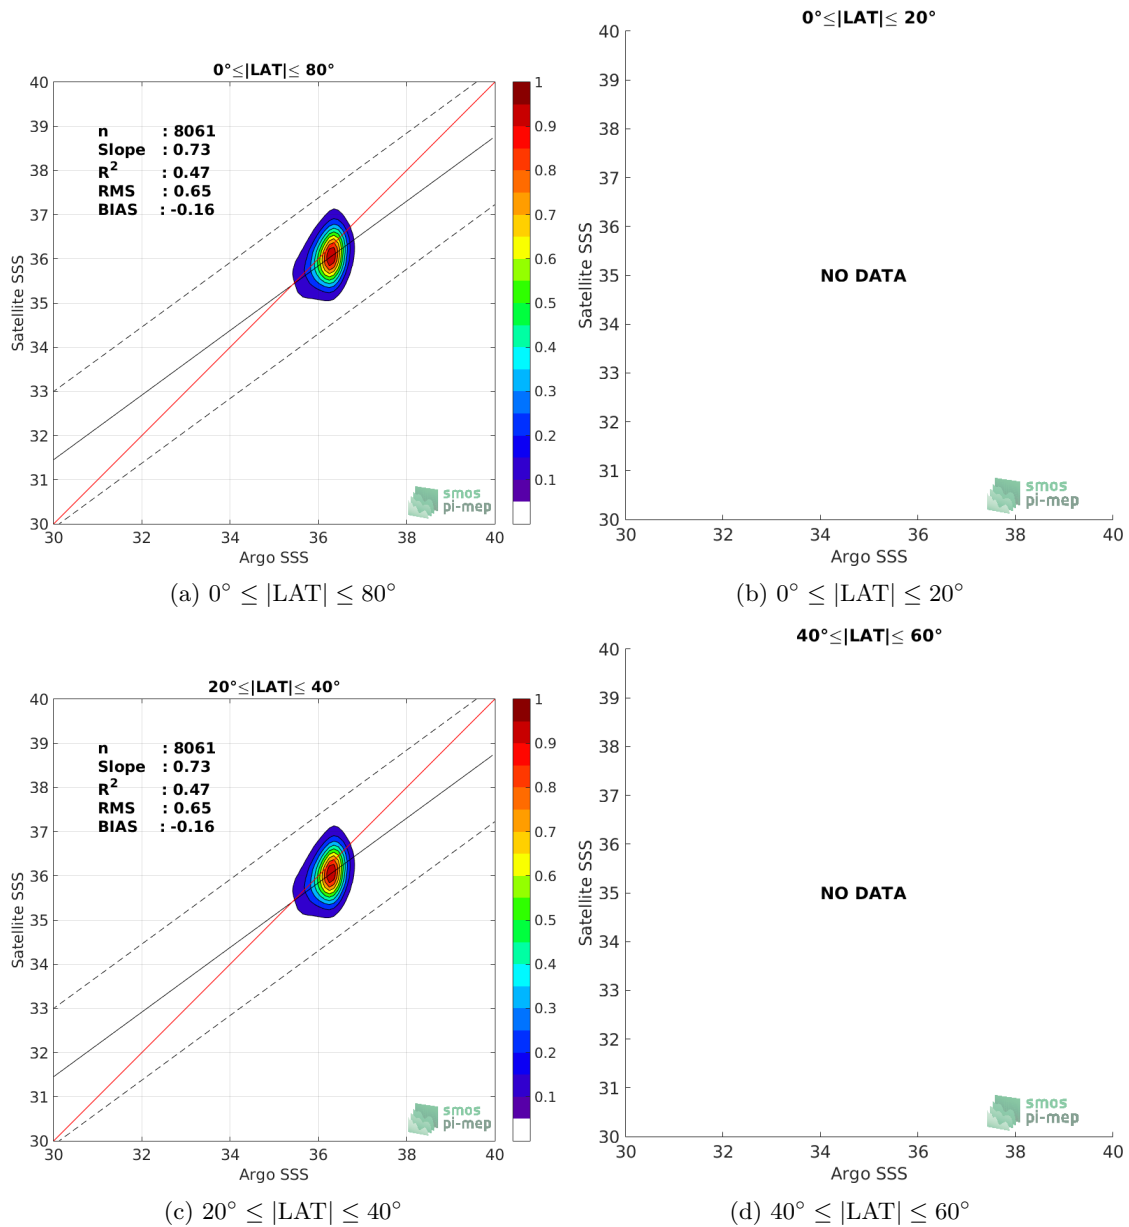 0°≤|LAT|≤ 80°
40
39
38
37
36
35
34
33
32
31
30
Satellite SSS
n : 8061
Slope : 0.73
R2 : 0.47
RMS : 0.65
BIAS : -0.16
smos
pi-mep
30 32 34 36 38 40
Argo SSS
1
0.9
0.8
0.7
0.6
0.5
0.4
0.3
0.2
0.1
(a) 0° ≤ |LAT| ≤ 80°
0°≤|LAT|≤ 20°
40
39
38
37
36
35
34
33
32
31
30
Satellite SSS
NO DATA
smos
pi-mep
30 32 34 36 38 40
Argo SSS
(b) 0° ≤ |LAT| ≤ 20°
20°≤|LAT|≤ 40°
40
39
38
37
36
35
34
33
32
31
30
Satellite SSS
n : 8061
Slope : 0.73
R2 : 0.47
RMS : 0.65
BIAS : -0.16
smos
pi-mep
30 32 34 36 38 40
Argo SSS
1
0.9
0.8
0.7
0.6
0.5
0.4
0.3
0.2
0.1
(c) 20° ≤ |LAT| ≤ 40°
40°≤|LAT|≤ 60°
40
39
38
37
36
35
34
33
32
31
30
Satellite SSS
NO DATA
smos
pi-mep
30 32 34 36 38 40
Argo SSS
(d) 40° ≤ |LAT| ≤ 60°